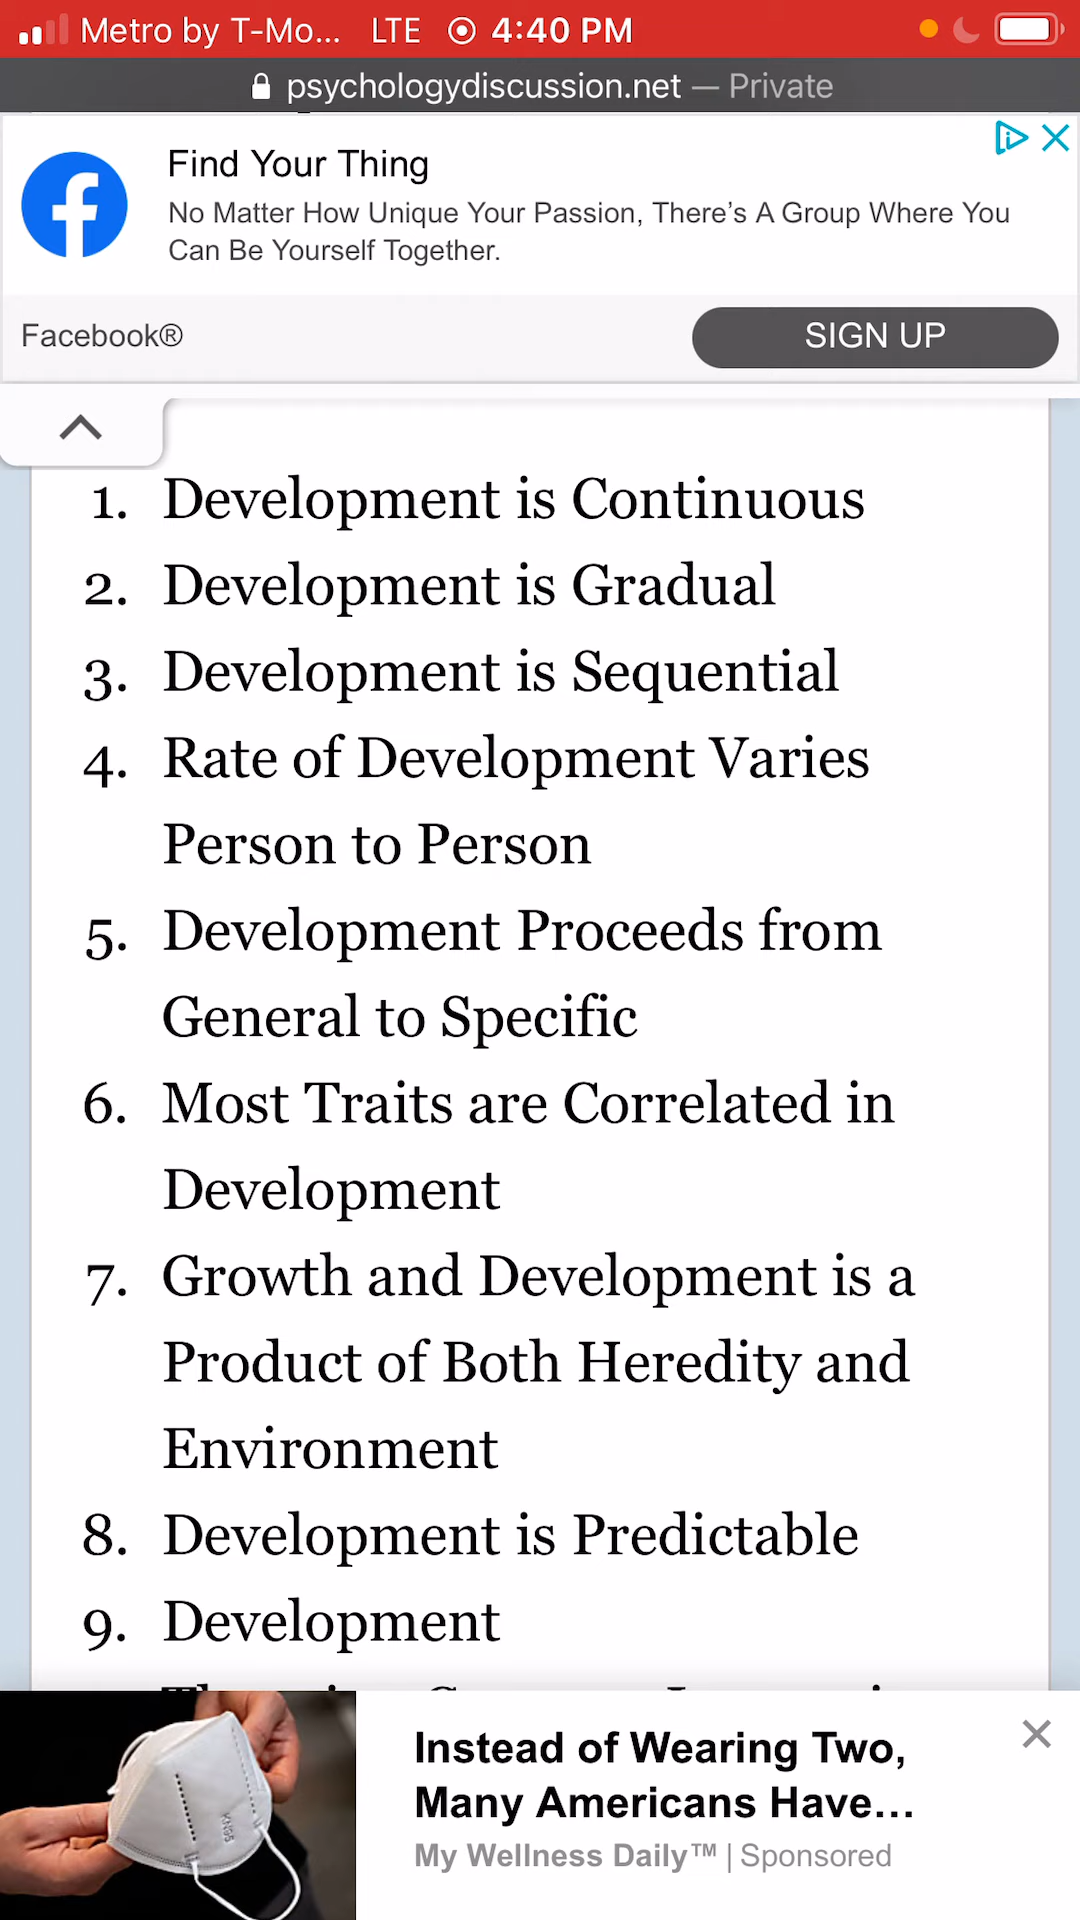 Metro by T-Mo... LTE 4:40 PM
psychologydiscussion.net — Private
Find Your Thing
No Matter How Unique Your Passion, There's A Group Where You
Can Be Yourself Together.
Facebook®
SIGN UP
1. Development is Continuous
2. Development is Gradual
3. Development is Sequential
4. Rate of Development Varies
Person to Person
5. Development Proceeds from
General to Specific
6. Most Traits are Correlated in
Development
7. Growth and Development is a
Product of Both Heredity and
Environment
8. Development is Predictable
9. Development
Instead of Wearing Two,
Many Americans Have...
My Wellness Daily™ | Sponsored
KN95